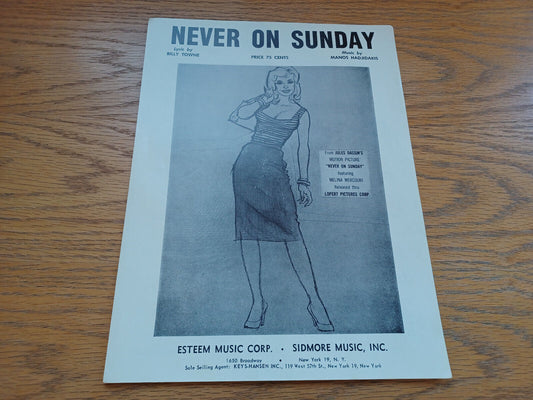 NEVER ON SUNDAY
Lyric by
BILLY TOWNE
PRICE 75 CENTS
Music by
MANOS HADJIDAKIS
From JULES DASSIN'S
MOTION PICTURE
"NEVER ON SUNDAY"
featuring
MELINA MERCOURI
Released thru
LOPERT PICTURES CORP.
ESTEEM MUSIC CORP. • SIDMORE MUSIC, INC.
1650 Broadway • New York 19, N. Y.
Sole Selling Agent: KEYS-HANSEN INC., 119 West 57th St., New York 19, New York